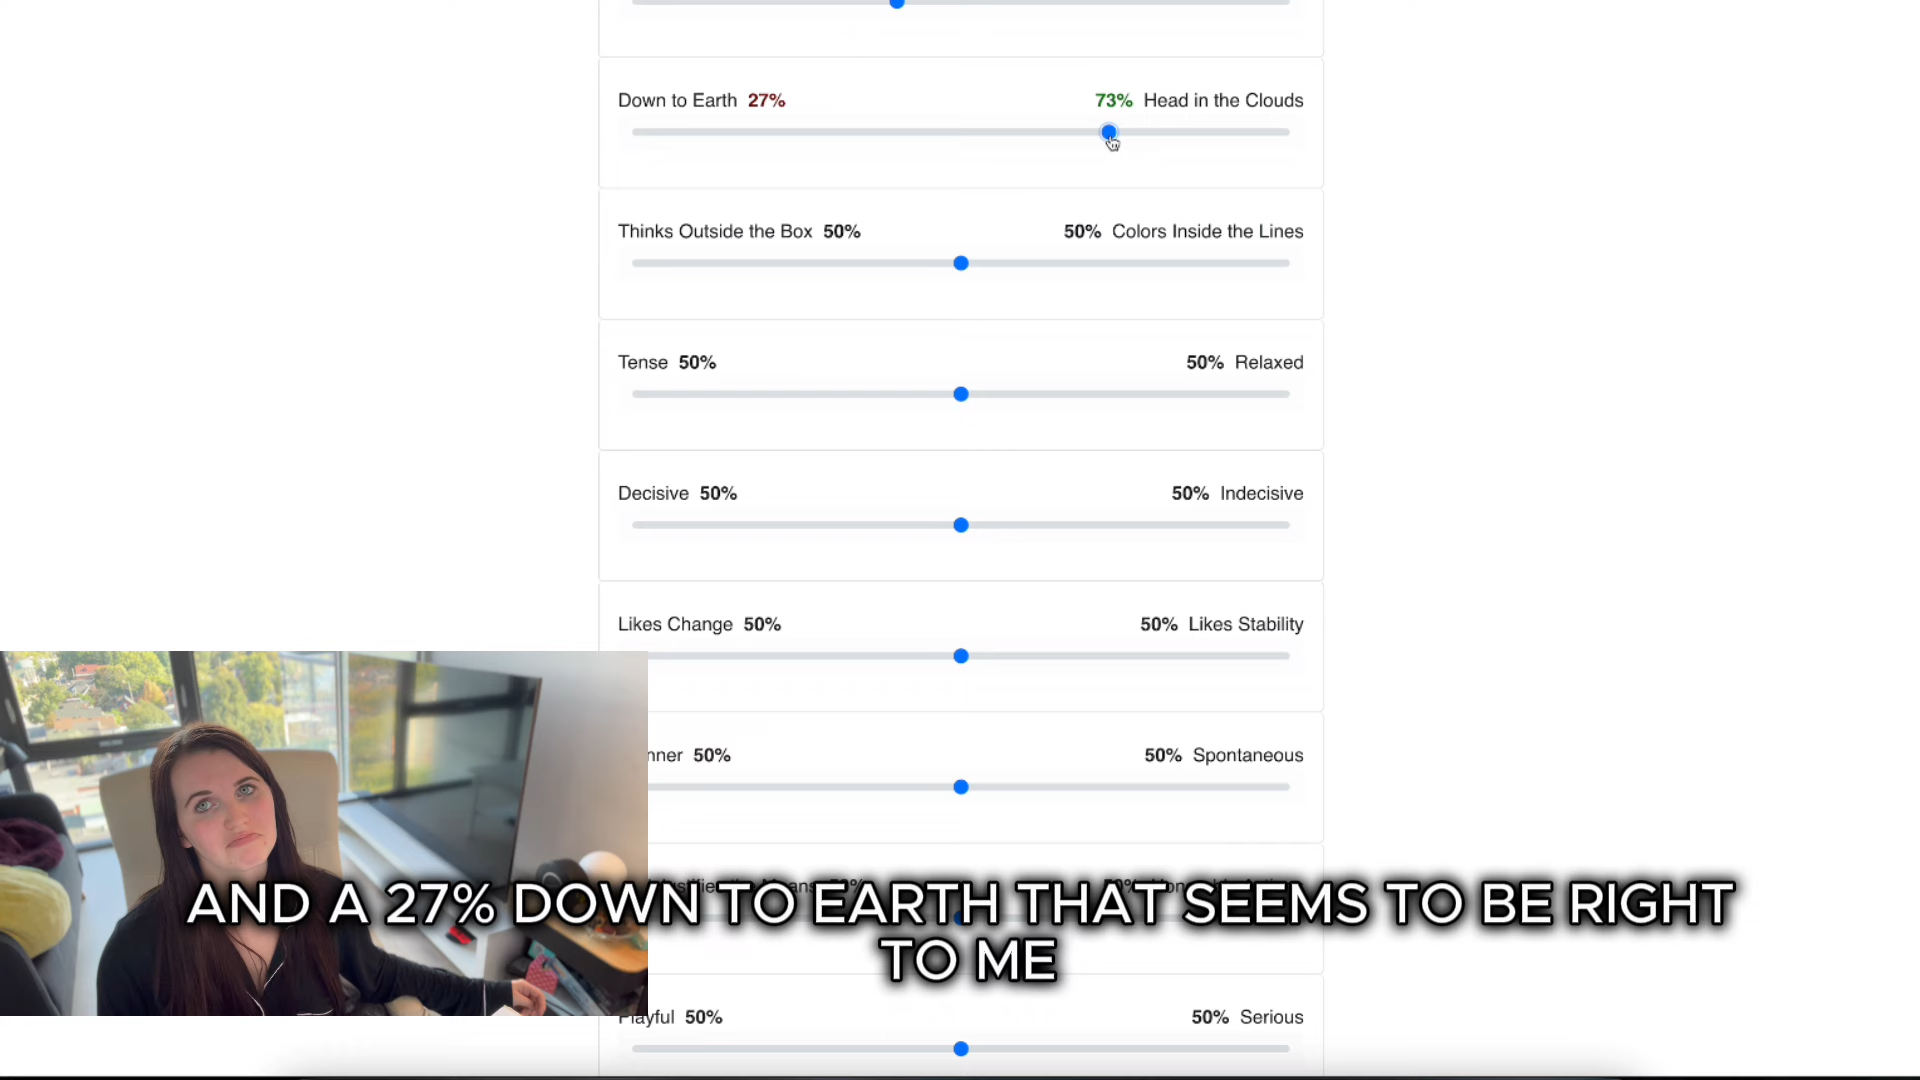 Down to Earth 27% 73% Head in the Clouds
Thinks Outside the Box 50% 50% Colors Inside the Lines
Tense 50% 50% Relaxed
Decisive 50% 50% Indecisive
Likes Change 50% 50% Likes Stability
nner 50% 50% Spontaneous
AND A 27% DOWN TO EARTH THAT SEEMS TO BE RIGHT
TO ME
Playful 50% 50% Serious